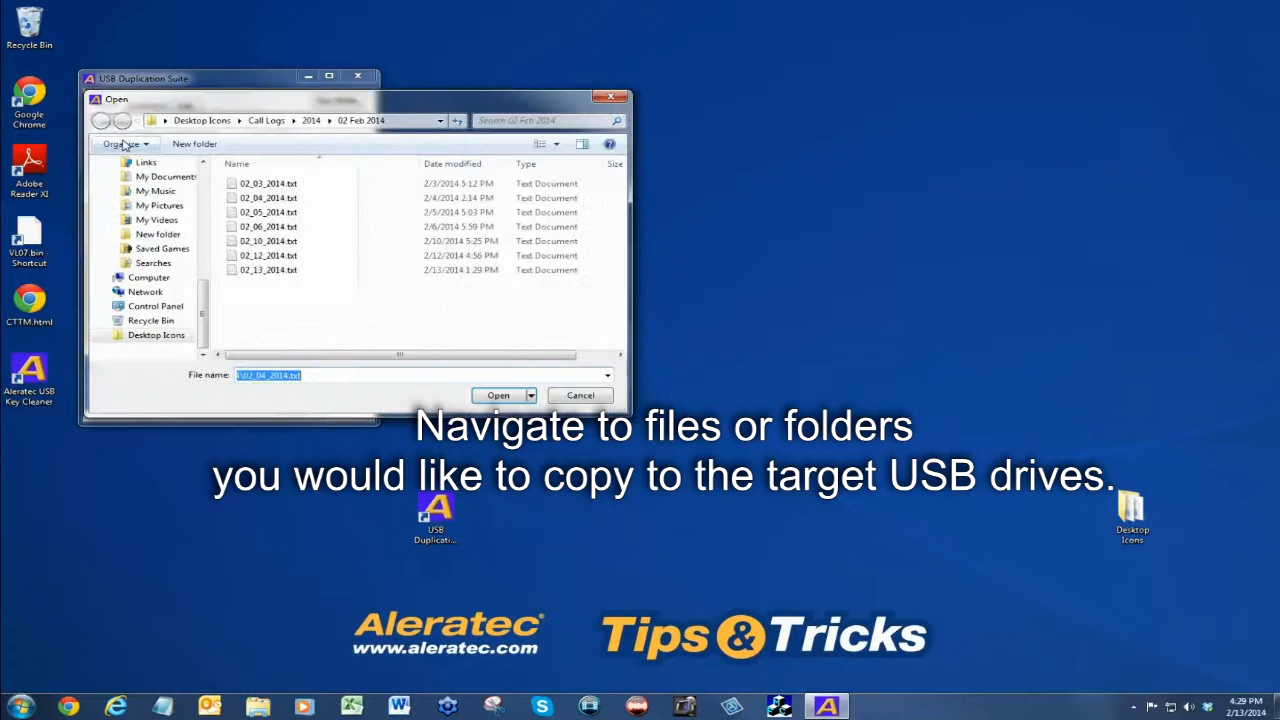 Recycle Bin
Google
Chrome
Adobe
Reader XI
VL07.bin -
Shortcut
CTTM.html
Aleratec USB
Key Cleaner
USB Duplication Suite
Open
Desktop Icons
Call Logs
2014
02 Feb 2014
Search 02 Feb 2014
Organize
New folder
Links
My Documents
My Music
My Pictures
My Videos
New folder
Saved Games
Searches
Computer
Network
Control Panel
Recycle Bin
Desktop Icons
Name Date modified Type Size
02_03_2014.txt 2/3/2014 5:12 PM Text Document
02_04_2014.txt 2/4/2014 2:14 PM Text Document
02_05_2014.txt 2/5/2014 5:03 PM Text Document
02_06_2014.txt 2/6/2014 5:59 PM Text Document
02_10_2014.txt 2/10/2014 5:25 PM Text Document
02_12_2014.txt 2/12/2014 4:56 PM Text Document
02_13_2014.txt 2/13/2014 1:29 PM Text Document
File name: \02_04_2014.txt
Open Cancel
Navigate to files or folders
you would like to copy to the target USB drives.
USB
Duplicati...
Desktop
Icons
Aleratec®
www.aleratec.com
Tips&Tricks
4:29 PM
2/13/2014